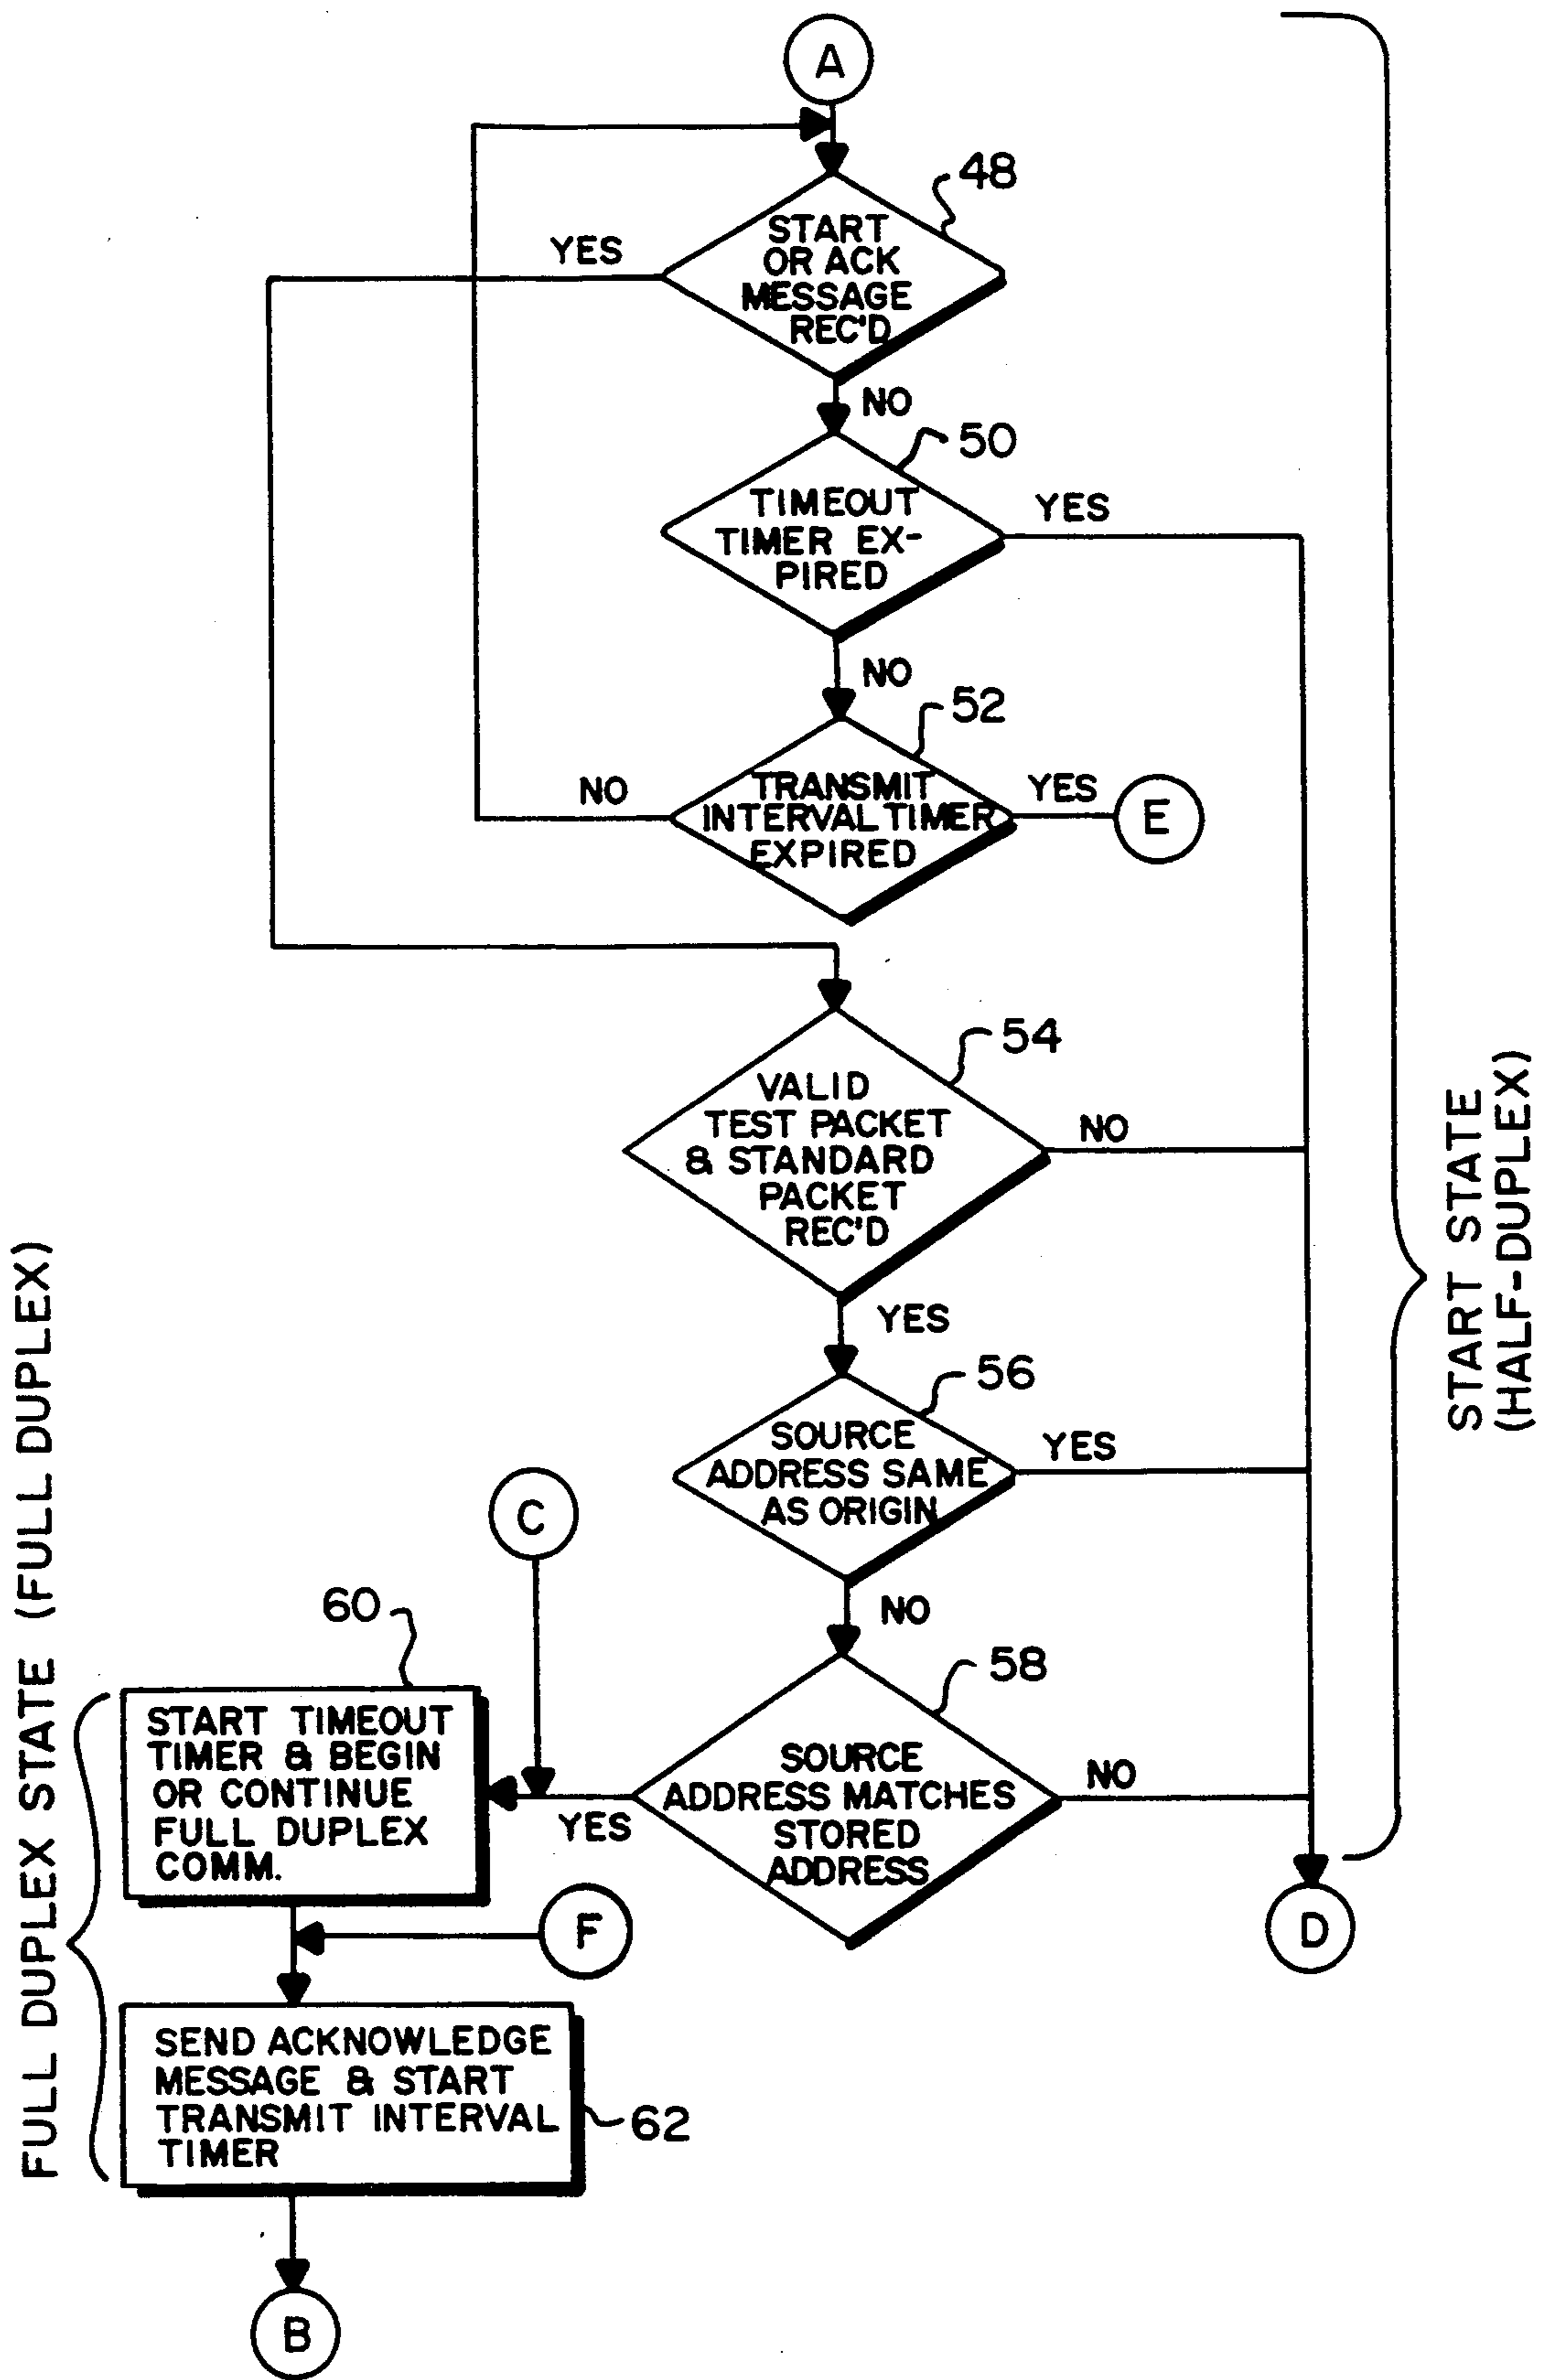 A
48
START
OR ACK
MESSAGE
REC'D
YES
NO
50
TIMEOUT
TIMER EX-
PIRED
YES
NO
52
TRANSMIT
INTERVAL TIMER
EXPIRED
NO
YES
E
54
VALID
TEST PACKET
& STANDARD
PACKET
REC'D
NO
YES
56
SOURCE
ADDRESS SAME
AS ORIGIN
YES
NO
C
58
SOURCE
ADDRESS MATCHES
STORED
ADDRESS
NO
YES
D
60
START TIMEOUT
TIMER & BEGIN
OR CONTINUE
FULL DUPLEX
COMM.
F
SEND ACKNOWLEDGE
MESSAGE & START
TRANSMIT INTERVAL
TIMER
62
B
FULL DUPLEX STATE (FULL DUPLEX)
START STATE
(HALF-DUPLEX)